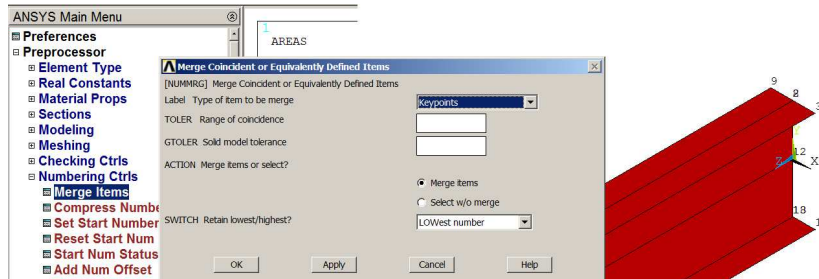 ANSYS Main Menu
Preferences
Preprocessor
Element Type
Real Constants
Material Props
Sections
Modeling
Meshing
Checking Ctrls
Numbering Ctrls
Merge Items
Compress Numbe
Set Start Number
Reset Start Num
Start Num Status
Add Num Offset
1
AREAS
Merge Coincident or Equivalently Defined Items
[NUMMRG] Merge Coincident or Equivalently Defined Items
Label Type of item to be merge
Keypoints
TOLER Range of coincidence
GTOLER Solid model tolerance
ACTION Merge items or select?
Merge items
Select w/o merge
SWITCH Retain lowest/highest?
LOWest number
OK Apply Cancel Help
9
3
Y
12
Z X
18
1